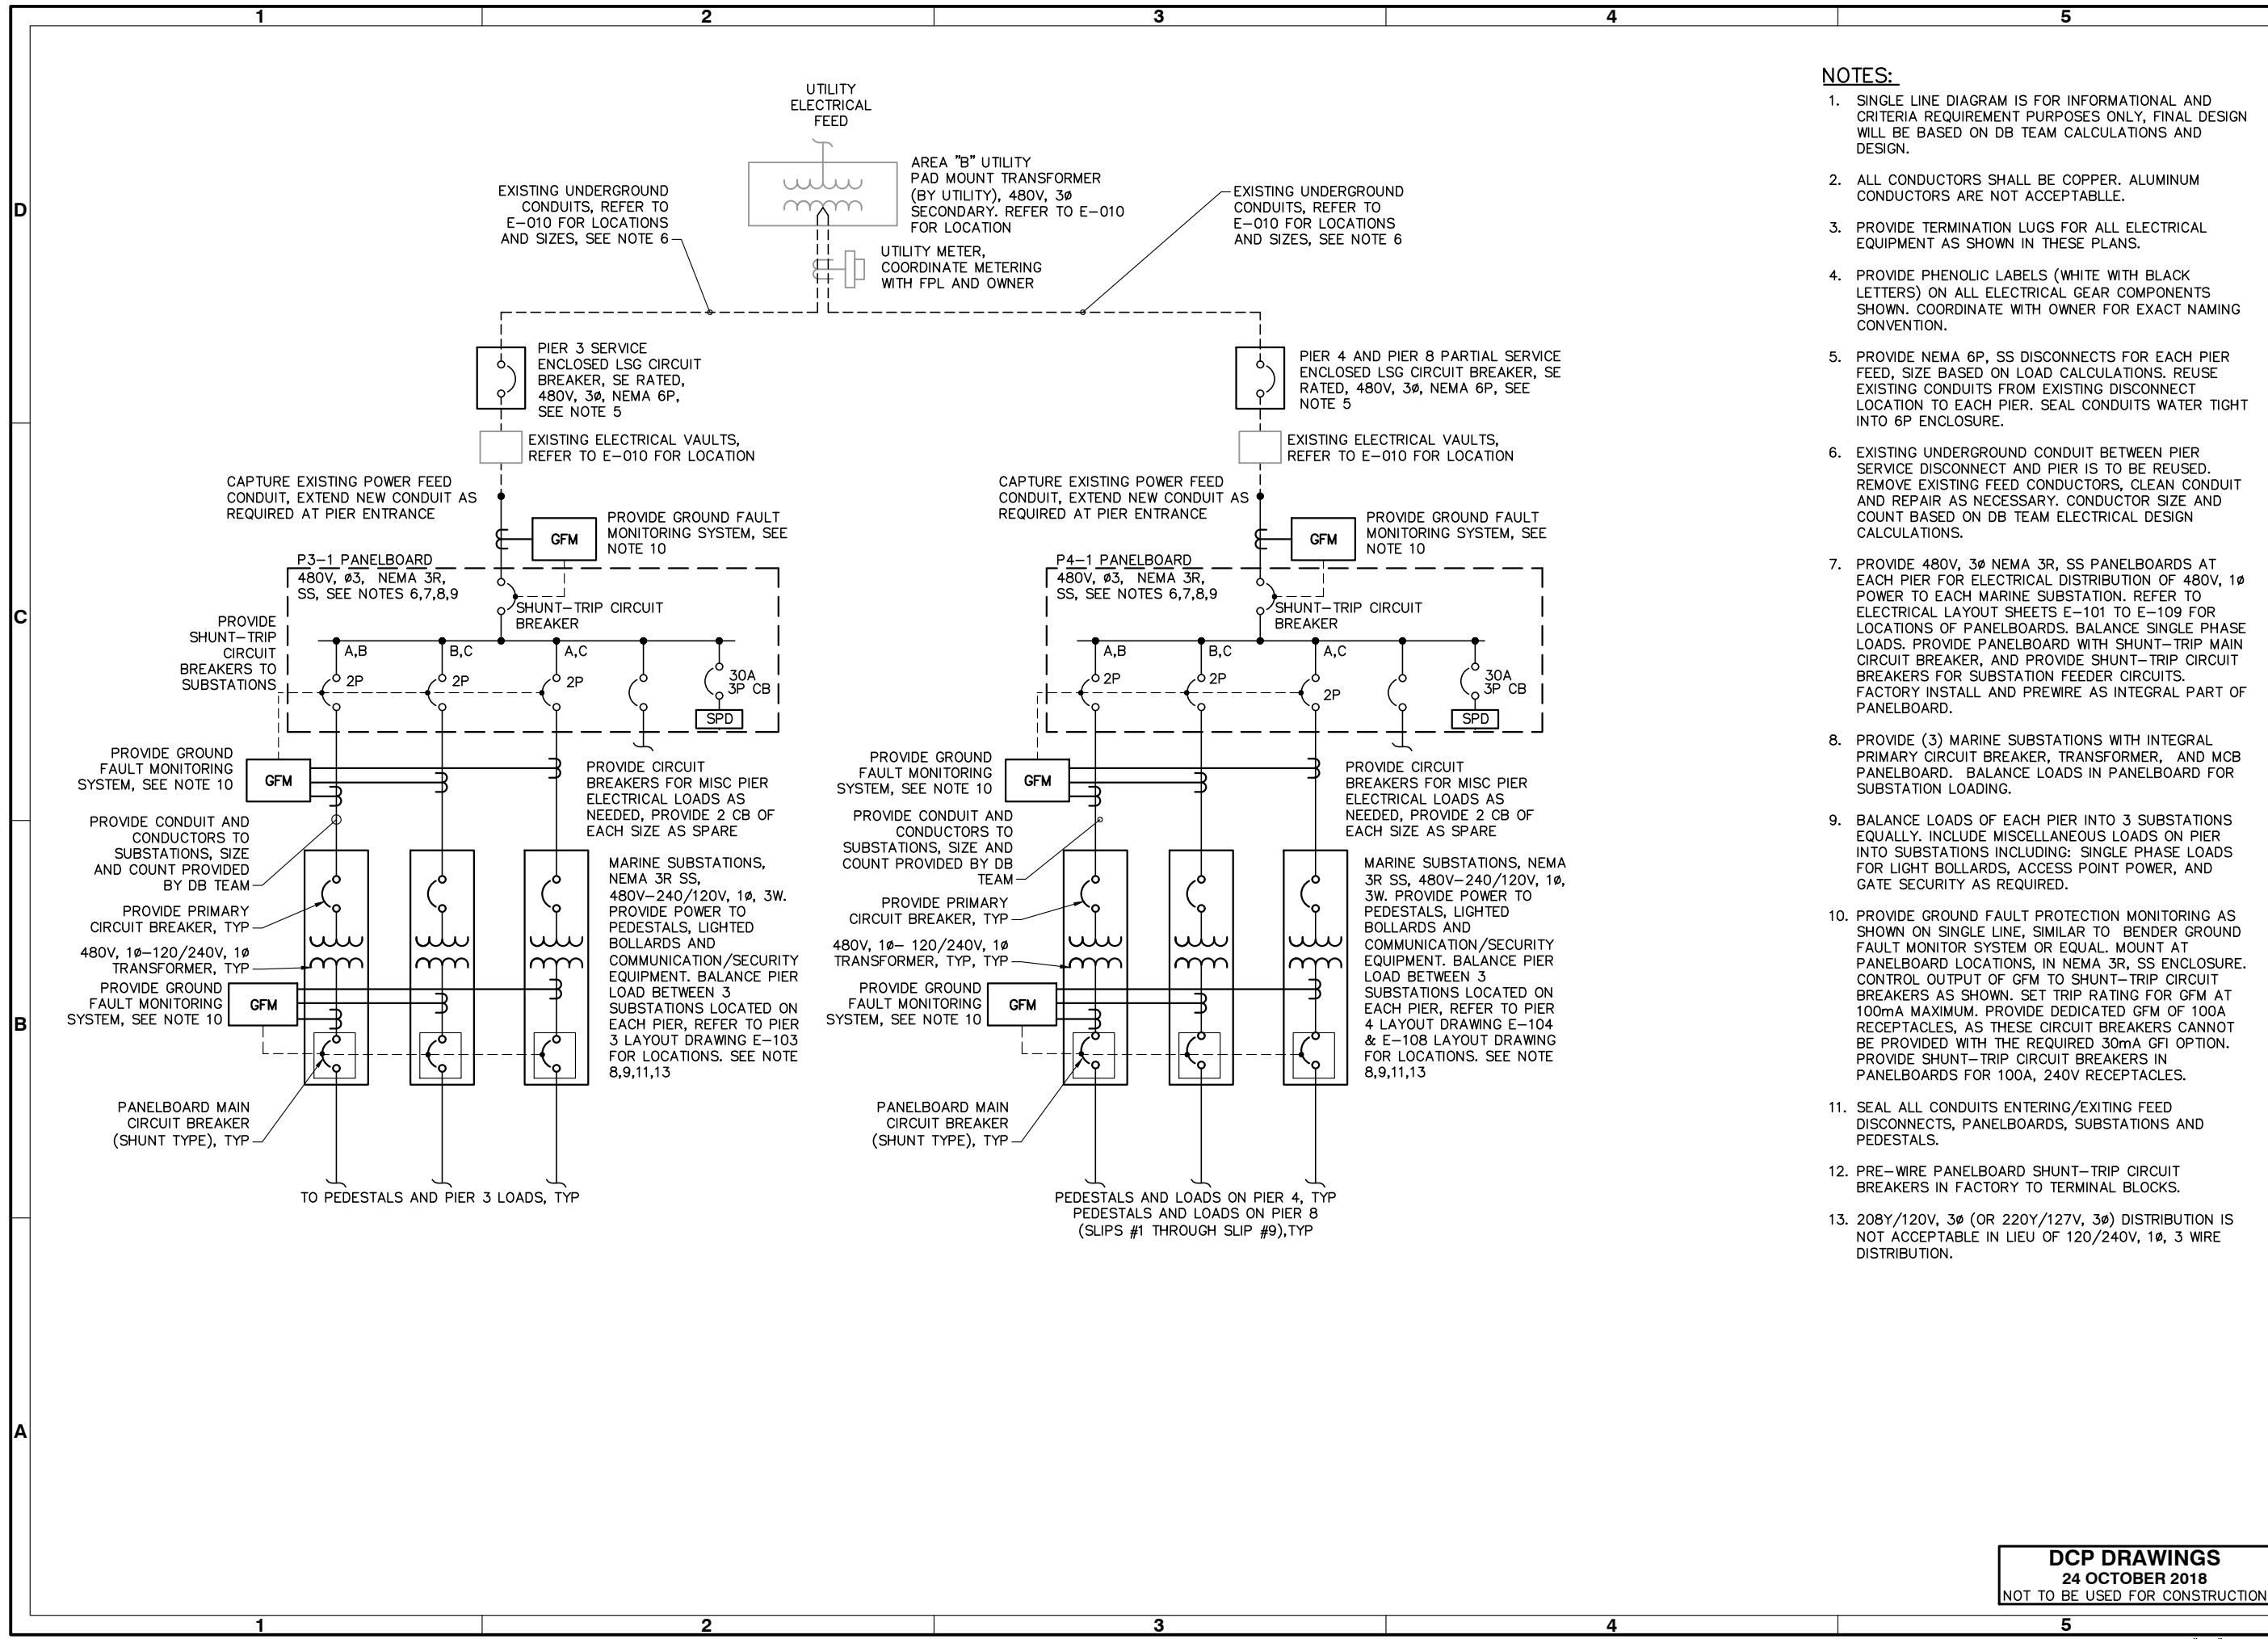 1 2 3 4 5
D
C
B
A
UTILITY
ELECTRICAL
FEED
AREA "B" UTILITY
PAD MOUNT TRANSFORMER
(BY UTILITY), 480V, 3ø
SECONDARY. REFER TO E-010
FOR LOCATION
EXISTING UNDERGROUND
CONDUITS, REFER TO
E-010 FOR LOCATIONS
AND SIZES, SEE NOTE 6
EXISTING UNDERGROUND
CONDUITS, REFER TO
E-010 FOR LOCATIONS
AND SIZES, SEE NOTE 6
UTILITY METER,
COORDINATE METERING
WITH FPL AND OWNER
PIER 3 SERVICE
ENCLOSED LSG CIRCUIT
BREAKER, SE RATED,
480V, 3ø, NEMA 6P,
SEE NOTE 5
EXISTING ELECTRICAL VAULTS,
REFER TO E-010 FOR LOCATION
CAPTURE EXISTING POWER FEED
CONDUIT, EXTEND NEW CONDUIT AS
REQUIRED AT PIER ENTRANCE
GFM
PROVIDE GROUND FAULT
MONITORING SYSTEM, SEE
NOTE 10
P3-1 PANELBOARD
480V, ø3, NEMA 3R,
SS, SEE NOTES 6,7,8,9
SHUNT-TRIP CIRCUIT
BREAKER
PROVIDE
SHUNT-TRIP
CIRCUIT
BREAKERS TO
SUBSTATIONS
A,B
B,C
A,C
2P
2P
2P
30A
3P CB
SPD
PROVIDE GROUND
FAULT MONITORING
SYSTEM, SEE NOTE 10
GFM
PROVIDE CIRCUIT
BREAKERS FOR MISC PIER
ELECTRICAL LOADS AS
NEEDED, PROVIDE 2 CB OF
EACH SIZE AS SPARE
PROVIDE CONDUIT AND
CONDUCTORS TO
SUBSTATIONS, SIZE
AND COUNT PROVIDED
BY DB TEAM
PROVIDE PRIMARY
CIRCUIT BREAKER, TYP
480V, 1ø-120/240V, 1ø
TRANSFORMER, TYP
PROVIDE GROUND
FAULT MONITORING
SYSTEM, SEE NOTE 10
GFM
MARINE SUBSTATIONS,
NEMA 3R SS,
480V-240/120V, 1ø, 3W.
PROVIDE POWER TO
PEDESTALS, LIGHTED
BOLLARDS AND
COMMUNICATION/SECURITY
EQUIPMENT. BALANCE PIER
LOAD BETWEEN 3
SUBSTATIONS LOCATED ON
EACH PIER, REFER TO PIER
3 LAYOUT DRAWING E-103
FOR LOCATIONS. SEE NOTE
8,9,11,13
PANELBOARD MAIN
CIRCUIT BREAKER
(SHUNT TYPE), TYP
TO PEDESTALS AND PIER 3 LOADS, TYP
PIER 4 AND PIER 8 PARTIAL SERVICE
ENCLOSED LSG CIRCUIT BREAKER, SE
RATED, 480V, 3ø, NEMA 6P, SEE
NOTE 5
EXISTING ELECTRICAL VAULTS,
REFER TO E-010 FOR LOCATION
CAPTURE EXISTING POWER FEED
CONDUIT, EXTEND NEW CONDUIT AS
REQUIRED AT PIER ENTRANCE
GFM
PROVIDE GROUND FAULT
MONITORING SYSTEM, SEE
NOTE 10
P4-1 PANELBOARD
480V, ø3, NEMA 3R,
SS, SEE NOTES 6,7,8,9
SHUNT-TRIP CIRCUIT
BREAKER
A,B
B,C
A,C
2P
2P
2P
30A
3P CB
SPD
PROVIDE GROUND
FAULT MONITORING
SYSTEM, SEE NOTE 10
GFM
PROVIDE CIRCUIT
BREAKERS FOR MISC PIER
ELECTRICAL LOADS AS
NEEDED, PROVIDE 2 CB OF
EACH SIZE AS SPARE
PROVIDE CONDUIT AND
CONDUCTORS TO
SUBSTATIONS, SIZE AND
COUNT PROVIDED BY DB
TEAM
PROVIDE PRIMARY
CIRCUIT BREAKER, TYP
480V, 1ø- 120/240V, 1ø
TRANSFORMER, TYP, TYP
PROVIDE GROUND
FAULT MONITORING
SYSTEM, SEE NOTE 10
GFM
MARINE SUBSTATIONS, NEMA
3R SS, 480V-240/120V, 1ø,
3W. PROVIDE POWER TO
PEDESTALS, LIGHTED
BOLLARDS AND
COMMUNICATION/SECURITY
EQUIPMENT. BALANCE PIER
LOAD BETWEEN 3
SUBSTATIONS LOCATED ON
EACH PIER, REFER TO PIER
4 LAYOUT DRAWING E-104
& E-108 LAYOUT DRAWING
FOR LOCATIONS. SEE NOTE
8,9,11,13
PANELBOARD MAIN
CIRCUIT BREAKER
(SHUNT TYPE), TYP
PEDESTALS AND LOADS ON PIER 4, TYP
PEDESTALS AND LOADS ON PIER 8
(SLIPS #1 THROUGH SLIP #9),TYP
NOTES:
1. SINGLE LINE DIAGRAM IS FOR INFORMATIONAL AND
CRITERIA REQUIREMENT PURPOSES ONLY, FINAL DESIGN
WILL BE BASED ON DB TEAM CALCULATIONS AND
DESIGN.
2. ALL CONDUCTORS SHALL BE COPPER. ALUMINUM
CONDUCTORS ARE NOT ACCEPTABLLE.
3. PROVIDE TERMINATION LUGS FOR ALL ELECTRICAL
EQUIPMENT AS SHOWN IN THESE PLANS.
4. PROVIDE PHENOLIC LABELS (WHITE WITH BLACK
LETTERS) ON ALL ELECTRICAL GEAR COMPONENTS
SHOWN. COORDINATE WITH OWNER FOR EXACT NAMING
CONVENTION.
5. PROVIDE NEMA 6P, SS DISCONNECTS FOR EACH PIER
FEED, SIZE BASED ON LOAD CALCULATIONS. REUSE
EXISTING CONDUITS FROM EXISTING DISCONNECT
LOCATION TO EACH PIER. SEAL CONDUITS WATER TIGHT
INTO 6P ENCLOSURE.
6. EXISTING UNDERGROUND CONDUIT BETWEEN PIER
SERVICE DISCONNECT AND PIER IS TO BE REUSED.
REMOVE EXISTING FEED CONDUCTORS, CLEAN CONDUIT
AND REPAIR AS NECESSARY. CONDUCTOR SIZE AND
COUNT BASED ON DB TEAM ELECTRICAL DESIGN
CALCULATIONS.
7. PROVIDE 480V, 3ø NEMA 3R, SS PANELBOARDS AT
EACH PIER FOR ELECTRICAL DISTRIBUTION OF 480V, 1ø
POWER TO EACH MARINE SUBSTATION. REFER TO
ELECTRICAL LAYOUT SHEETS E-101 TO E-109 FOR
LOCATIONS OF PANELBOARDS. BALANCE SINGLE PHASE
LOADS. PROVIDE PANELBOARD WITH SHUNT-TRIP MAIN
CIRCUIT BREAKER, AND PROVIDE SHUNT-TRIP CIRCUIT
BREAKERS FOR SUBSTATION FEEDER CIRCUITS.
FACTORY INSTALL AND PREWIRE AS INTEGRAL PART OF
PANELBOARD.
8. PROVIDE (3) MARINE SUBSTATIONS WITH INTEGRAL
PRIMARY CIRCUIT BREAKER, TRANSFORMER, AND MCB
PANELBOARD. BALANCE LOADS IN PANELBOARD FOR
SUBSTATION LOADING.
9. BALANCE LOADS OF EACH PIER INTO 3 SUBSTATIONS
EQUALLY. INCLUDE MISCELLANEOUS LOADS ON PIER
INTO SUBSTATIONS INCLUDING: SINGLE PHASE LOADS
FOR LIGHT BOLLARDS, ACCESS POINT POWER, AND
GATE SECURITY AS REQUIRED.
10. PROVIDE GROUND FAULT PROTECTION MONITORING AS
SHOWN ON SINGLE LINE, SIMILAR TO BENDER GROUND
FAULT MONITOR SYSTEM OR EQUAL. MOUNT AT
PANELBOARD LOCATIONS, IN NEMA 3R, SS ENCLOSURE.
CONTROL OUTPUT OF GFM TO SHUNT-TRIP CIRCUIT
BREAKERS AS SHOWN. SET TRIP RATING FOR GFM AT
100mA MAXIMUM. PROVIDE DEDICATED GFM OF 100A
RECEPTACLES, AS THESE CIRCUIT BREAKERS CANNOT
BE PROVIDED WITH THE REQUIRED 30mA GFI OPTION.
PROVIDE SHUNT-TRIP CIRCUIT BREAKERS IN
PANELBOARDS FOR 100A, 240V RECEPTACLES.
11. SEAL ALL CONDUITS ENTERING/EXITING FEED
DISCONNECTS, PANELBOARDS, SUBSTATIONS AND
PEDESTALS.
12. PRE-WIRE PANELBOARD SHUNT-TRIP CIRCUIT
BREAKERS IN FACTORY TO TERMINAL BLOCKS.
13. 208Y/120V, 3ø (OR 220Y/127V, 3ø) DISTRIBUTION IS
NOT ACCEPTABLE IN LIEU OF 120/240V, 1ø, 3 WIRE
DISTRIBUTION.
DCP DRAWINGS
24 OCTOBER 2018
NOT TO BE USED FOR CONSTRUCTION
1 2 3 4 5